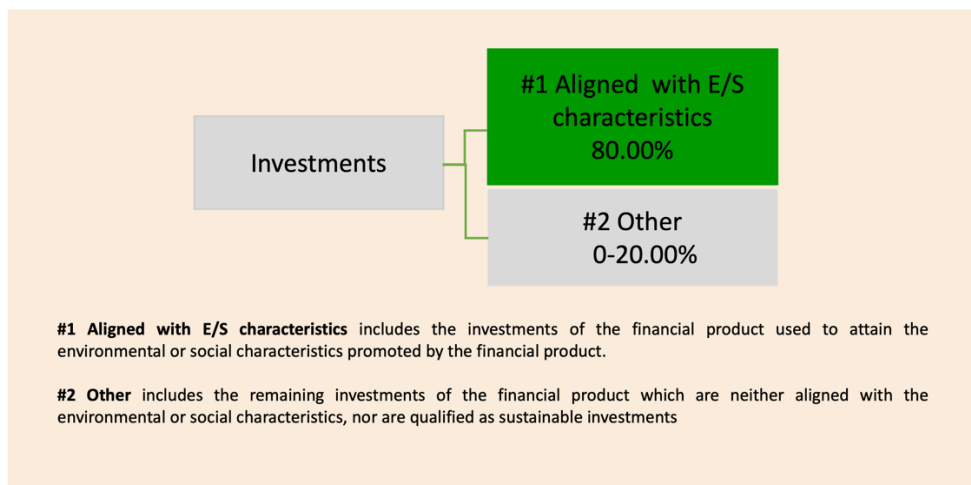 #1 Aligned with E/S
characteristics
80.00%
Investments
#2 Other
0-20.00%
#1 Aligned with E/S characteristics includes the investments of the financial product used to attain the
environmental or social characteristics promoted by the financial product.
#2 Other includes the remaining investments of the financial product which are neither aligned with the
environmental or social characteristics, nor are qualified as sustainable investments